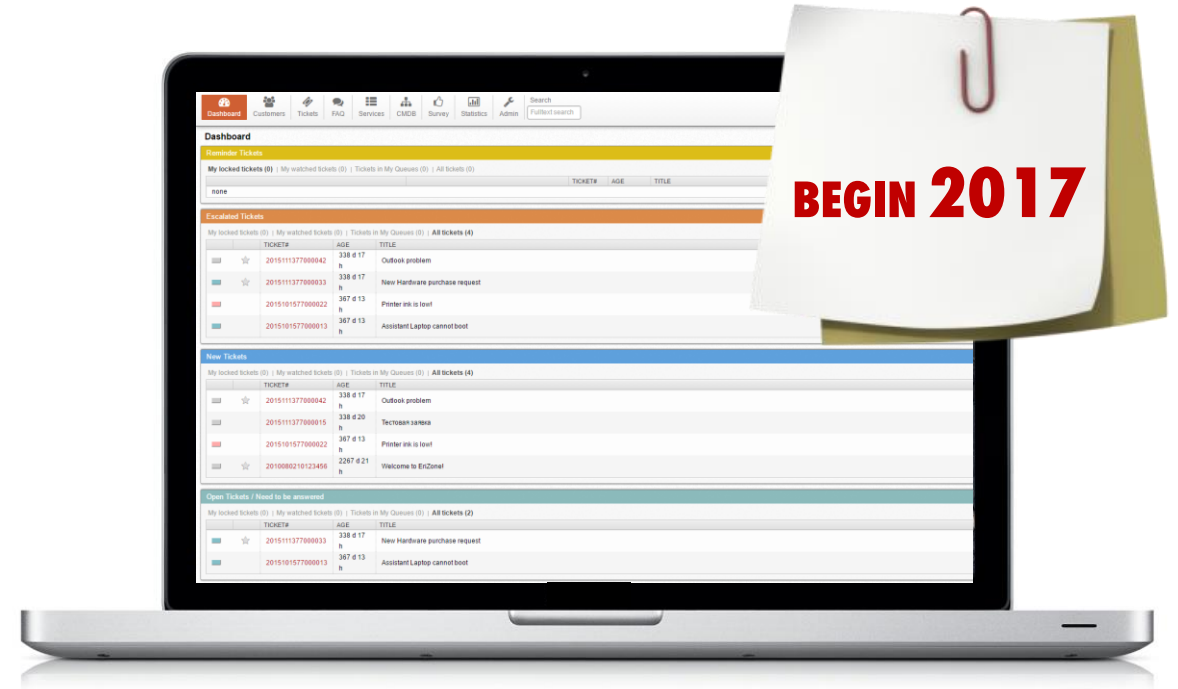 Dashboard Customers Tickets FAQ Services CMDB Survey Statistics Admin Search
Fulltext search
BEGIN 2017
Dashboard
Reminder Tickets
My locked tickets (0) | My watched tickets (0) | Tickets in My Queues (0) | All tickets (0)
TICKET# AGE TITLE
none
Escalated Tickets
My locked tickets (0) | My watched tickets (0) | Tickets in My Queues (0) | All tickets (4)
TICKET# AGE TITLE
2015111377000042 338 d 17 h Outlook problem
2015111377000033 338 d 17 h New Hardware purchase request
2015101577000022 367 d 13 h Printer ink is low!
2015101577000013 367 d 13 h Assistant Laptop cannot boot
New Tickets
My locked tickets (0) | My watched tickets (0) | Tickets in My Queues (0) | All tickets (4)
TICKET# AGE TITLE
2015111377000042 338 d 17 h Outlook problem
2015111377000015 338 d 20 h Тестовая заявка
2015101577000022 367 d 13 h Printer ink is low!
2010080210123456 2267 d 21 h Welcome to EriZone!
Open Tickets / Need to be answered
My locked tickets (0) | My watched tickets (0) | Tickets in My Queues (0) | All tickets (2)
TICKET# AGE TITLE
2015111377000033 338 d 17 h New Hardware purchase request
2015101577000013 367 d 13 h Assistant Laptop cannot boot